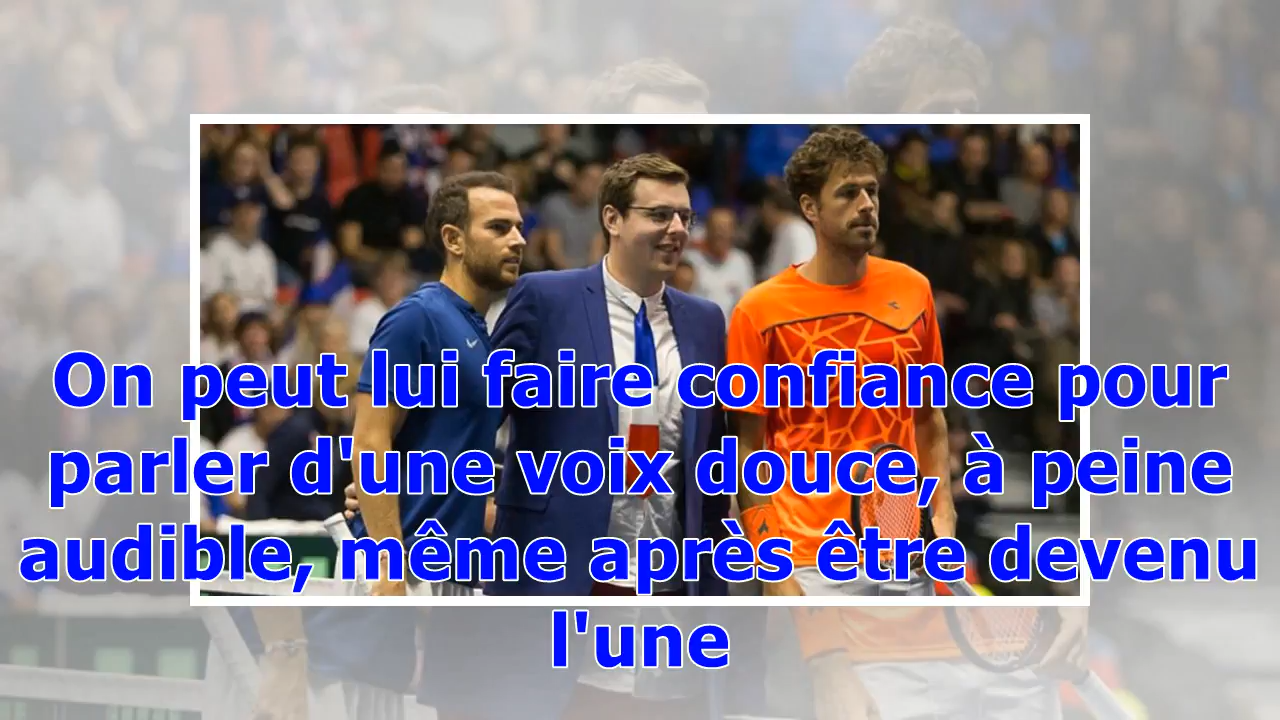 On peut lui faire confiance pour
parler d'une voix douce, à peine
audible, même après être devenu
l'une